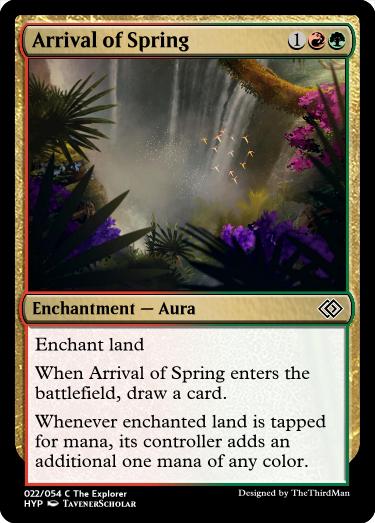 Arrival of Spring 1
Enchantment — Aura
Enchant land
When Arrival of Spring enters the
battlefield, draw a card.
Whenever enchanted land is tapped
for mana, its controller adds an
additional one mana of any color.
022/054 C The Explorer Designed by TheThirdMan
HYP TavenerScholar